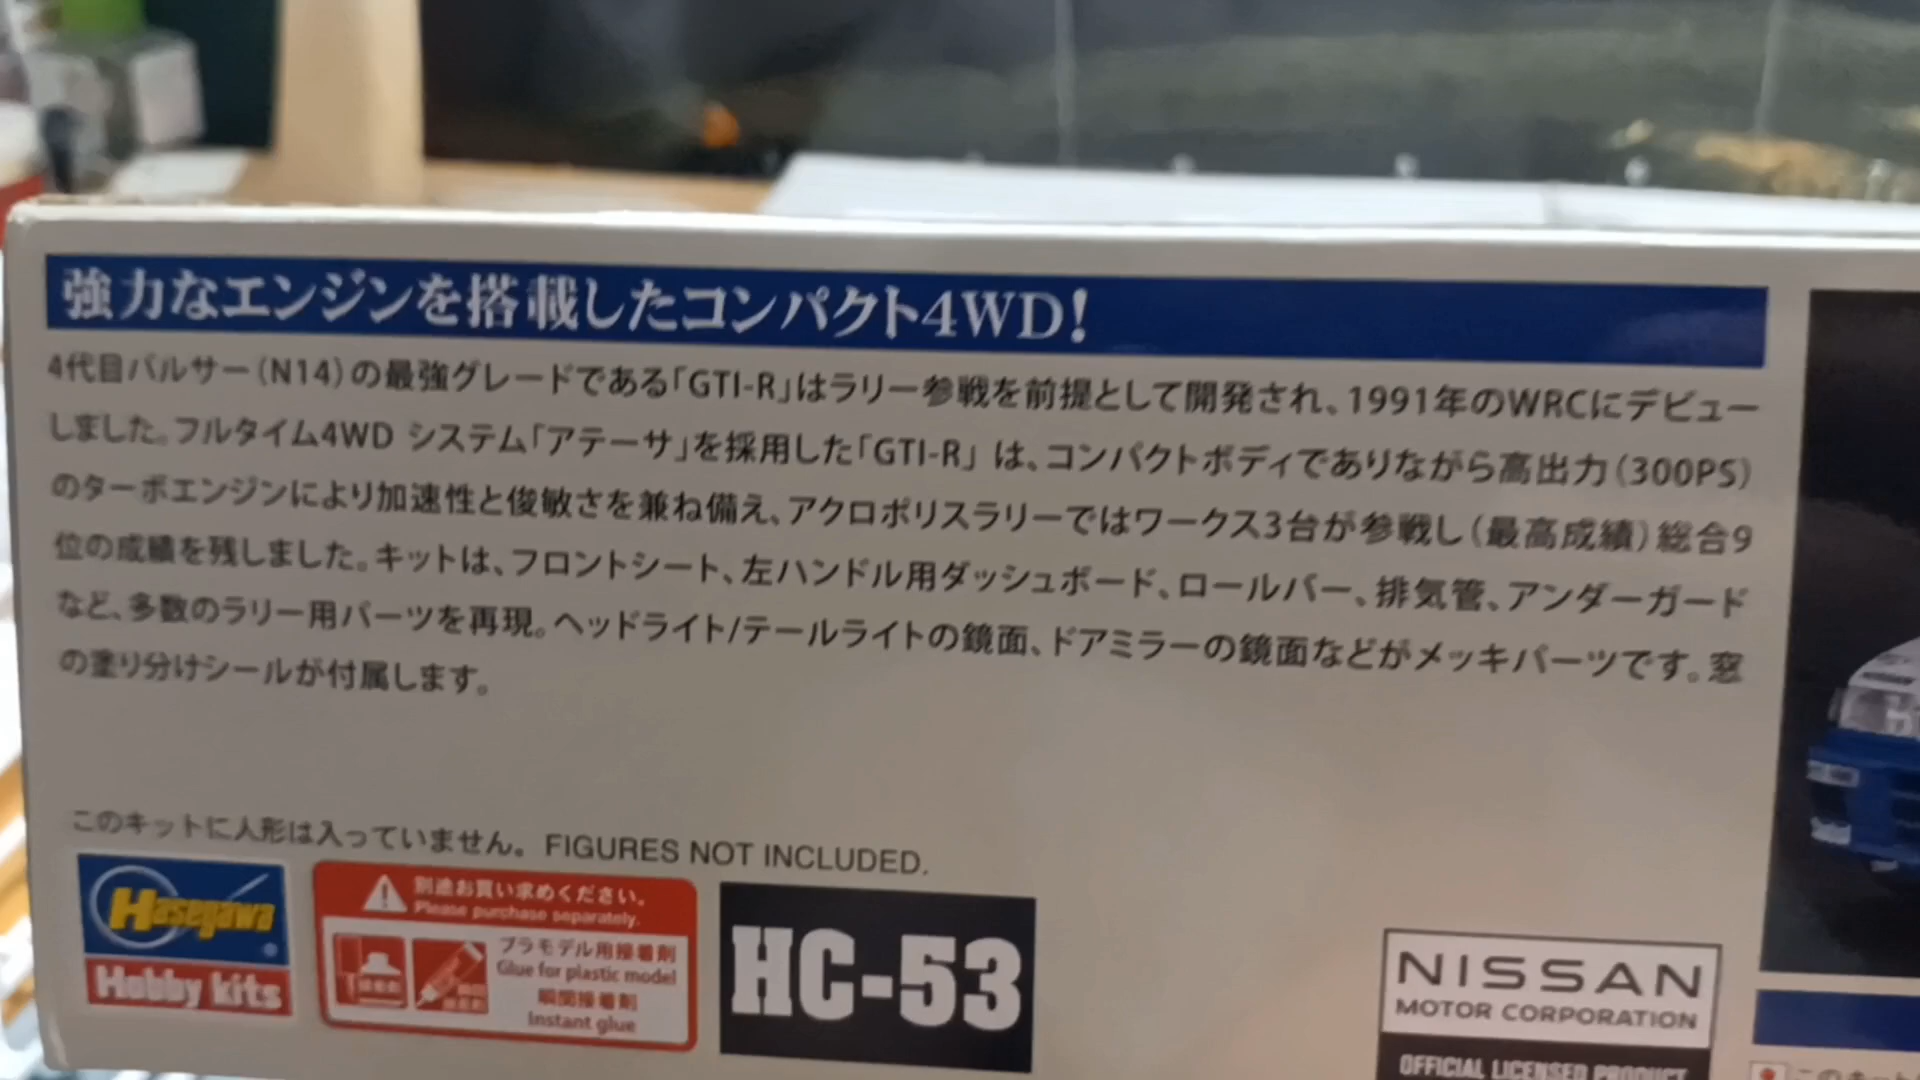 強力なエンジンを搭載したコンパクト4WD!
4代目パルサー(N14)の最強グレードである「GTI-R」はラリー参戦を前提として開発され、1991年のWRCにデビュー
しました。フルタイム4WD システム「アテーサ」を採用した「GTI-R」 は、コンパクトボディでありながら高出力(300PS)
のターボエンジンにより加速性と俊敏さを兼ね備え、アクロポリスラリーではワークス3台が参戦し(最高成績)総合9
位の成績を残しました。キットは、フロントシート、左ハンドル用ダッシュボード、ロールバー、排気管、アンダーガード
など、多数のラリー用パーツを再現。ヘッドライト/テールライトの鏡面、ドアミラーの鏡面などがメッキパーツです。窓
の塗り分けシールが付属します。
このキットに人形は入っていません。FIGURES NOT INCLUDED.
Hasegawa
Hobby kits
別途お買い求めください。
Please purchase separately.
プラモデル用接着剤
Glue for plastic model
瞬間接着剤
Instant glue
HC-53
NISSAN
MOTOR CORPORATION
OFFICIAL LICENSED PRODUCT